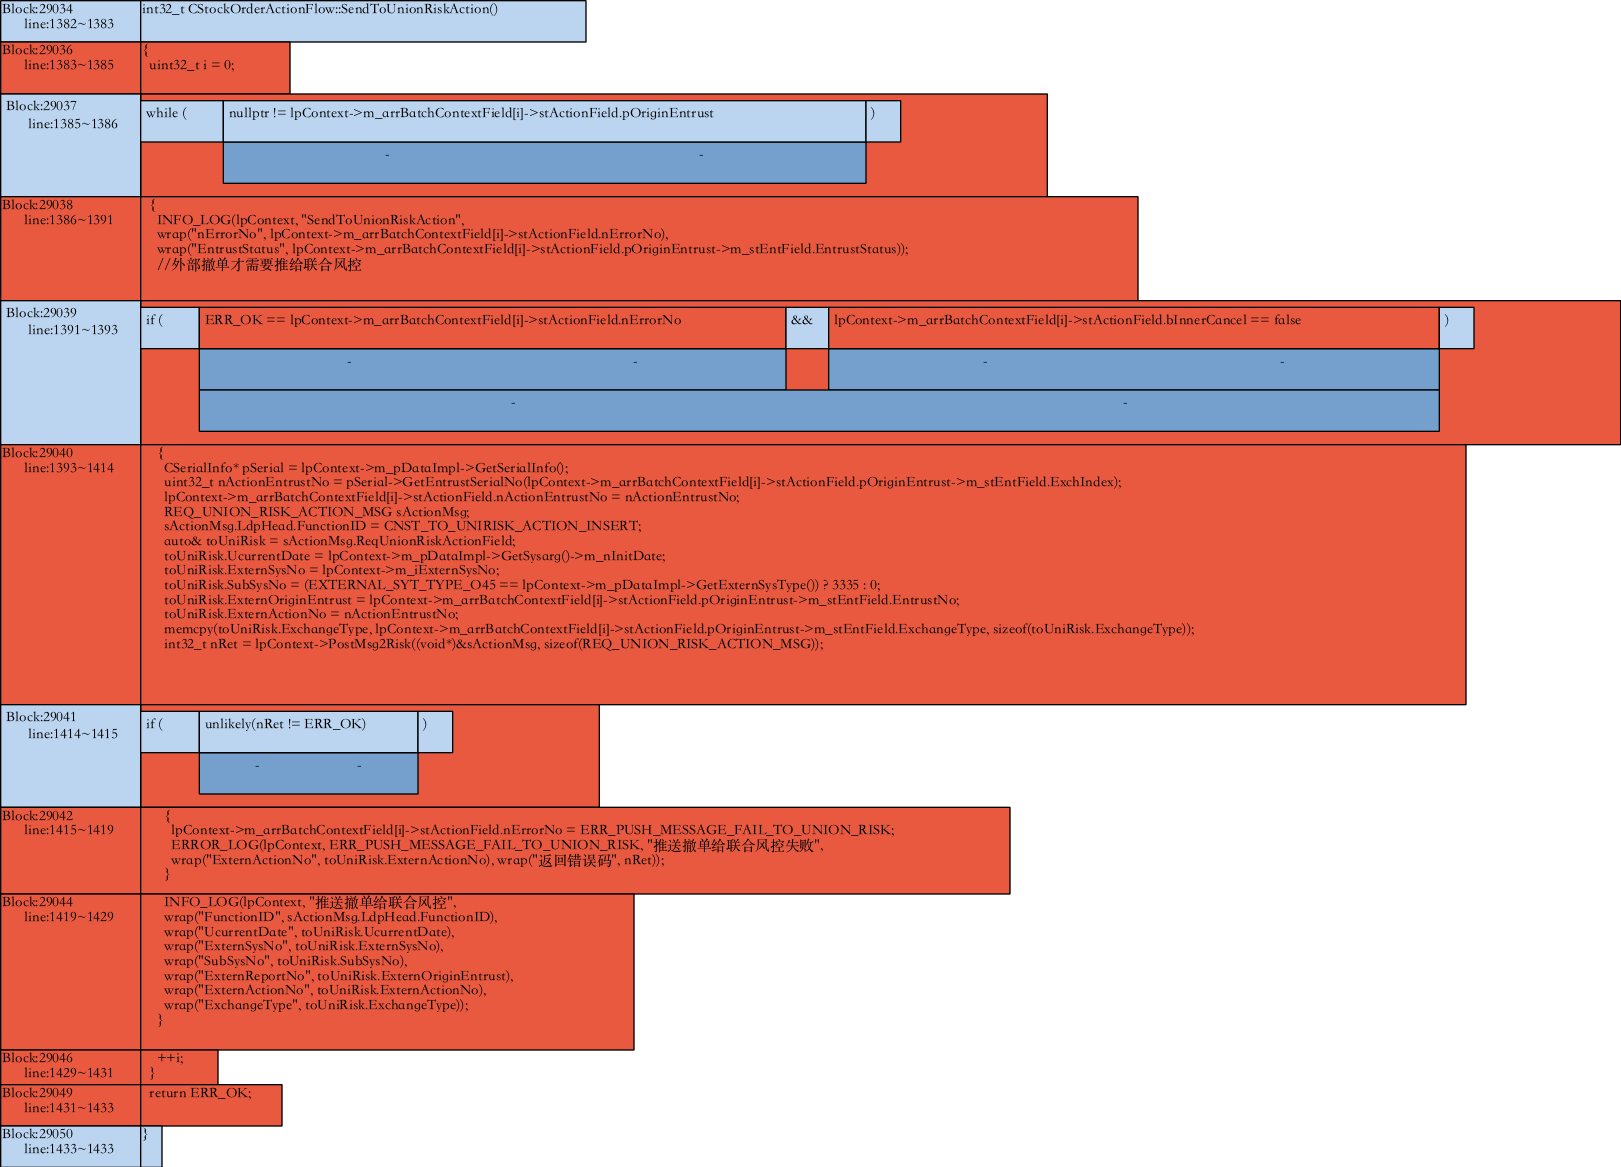 Block:29034
line:1382~1383
int32_t CStockOrderActionFlow::SendToUnionRiskAction()
Block:29036
line:1383~1385
{
uint32_t i = 0;
Block:29037
line:1385~1386
while ( nullptr != lpContext->m_arrBatchContextField[i]->stActionField.pOriginEntrust )
- -
Block:29038
line:1386~1391
{
INFO_LOG(lpContext, "SendToUnionRiskAction",
wrap("nErrorNo", lpContext->m_arrBatchContextField[i]->stActionField.nErrorNo),
wrap("EntrustStatus", lpContext->m_arrBatchContextField[i]->stActionField.pOriginEntrust->m_stEntField.EntrustStatus));
//外部撤单才需要推给联合风控
Block:29039
line:1391~1393
if ( ERR_OK == lpContext->m_arrBatchContextField[i]->stActionField.nErrorNo && lpContext->m_arrBatchContextField[i]->stActionField.bInnerCancel == false )
- - - -
- -
Block:29040
line:1393~1414
{
CSerialInfo* pSerial = lpContext->m_pDataImpl->GetSerialInfo();
uint32_t nActionEntrustNo = pSerial->GetEntrustSerialNo(lpContext->m_arrBatchContextField[i]->stActionField.pOriginEntrust->m_stEntField.ExchIndex);
lpContext->m_arrBatchContextField[i]->stActionField.nActionEntrustNo = nActionEntrustNo;
REQ_UNION_RISK_ACTION_MSG sActionMsg;
sActionMsg.LdpHead.FunctionID = CNST_TO_UNIRISK_ACTION_INSERT;
auto& toUniRisk = sActionMsg.ReqUnionRiskActionField;
toUniRisk.UcurrentDate = lpContext->m_pDataImpl->GetSysarg()->m_nInitDate;
toUniRisk.ExternSysNo = lpContext->m_iExternSysNo;
toUniRisk.SubSysNo = (EXTERNAL_SYT_TYPE_O45 == lpContext->m_pDataImpl->GetExternSysType()) ? 3335 : 0;
toUniRisk.ExternOriginEntrust = lpContext->m_arrBatchContextField[i]->stActionField.pOriginEntrust->m_stEntField.EntrustNo;
toUniRisk.ExternActionNo = nActionEntrustNo;
memcpy(toUniRisk.ExchangeType, lpContext->m_arrBatchContextField[i]->stActionField.pOriginEntrust->m_stEntField.ExchangeType, sizeof(toUniRisk.ExchangeType));
int32_t nRet = lpContext->PostMsg2Risk((void*)&sActionMsg, sizeof(REQ_UNION_RISK_ACTION_MSG));
Block:29041
line:1414~1415
if ( unlikely(nRet != ERR_OK) )
- -
Block:29042
line:1415~1419
{
lpContext->m_arrBatchContextField[i]->stActionField.nErrorNo = ERR_PUSH_MESSAGE_FAIL_TO_UNION_RISK;
ERROR_LOG(lpContext, ERR_PUSH_MESSAGE_FAIL_TO_UNION_RISK, "推送撤单给联合风控失败",
wrap("ExternActionNo", toUniRisk.ExternActionNo), wrap("返回错误码", nRet));
}
Block:29044
line:1419~1429
INFO_LOG(lpContext, "推送撤单给联合风控",
wrap("FunctionID", sActionMsg.LdpHead.FunctionID),
wrap("UcurrentDate", toUniRisk.UcurrentDate),
wrap("ExternSysNo", toUniRisk.ExternSysNo),
wrap("SubSysNo", toUniRisk.SubSysNo),
wrap("ExternReportNo", toUniRisk.ExternOriginEntrust),
wrap("ExternActionNo", toUniRisk.ExternActionNo),
wrap("ExchangeType", toUniRisk.ExchangeType));
}
Block:29046
line:1429~1431
++i;
}
Block:29049
line:1431~1433
return ERR_OK;
Block:29050
line:1433~1433
}